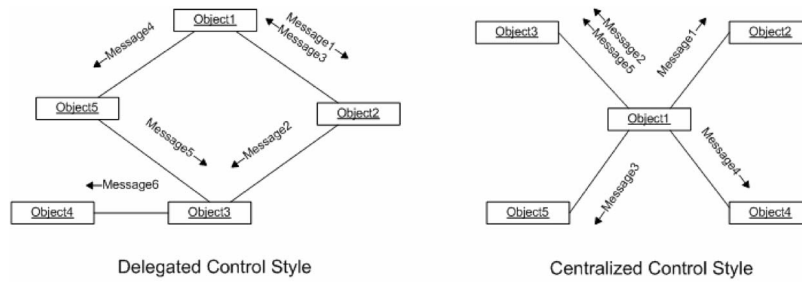 Object1
Message4
Message1
Message3
Object5
Object2
Message5
Message2
Message6
Object4
Object3
Delegated Control Style
Object3
Message2
Message5
Message1
Object2
Object1
Message3
Message4
Object5
Object4
Centralized Control Style